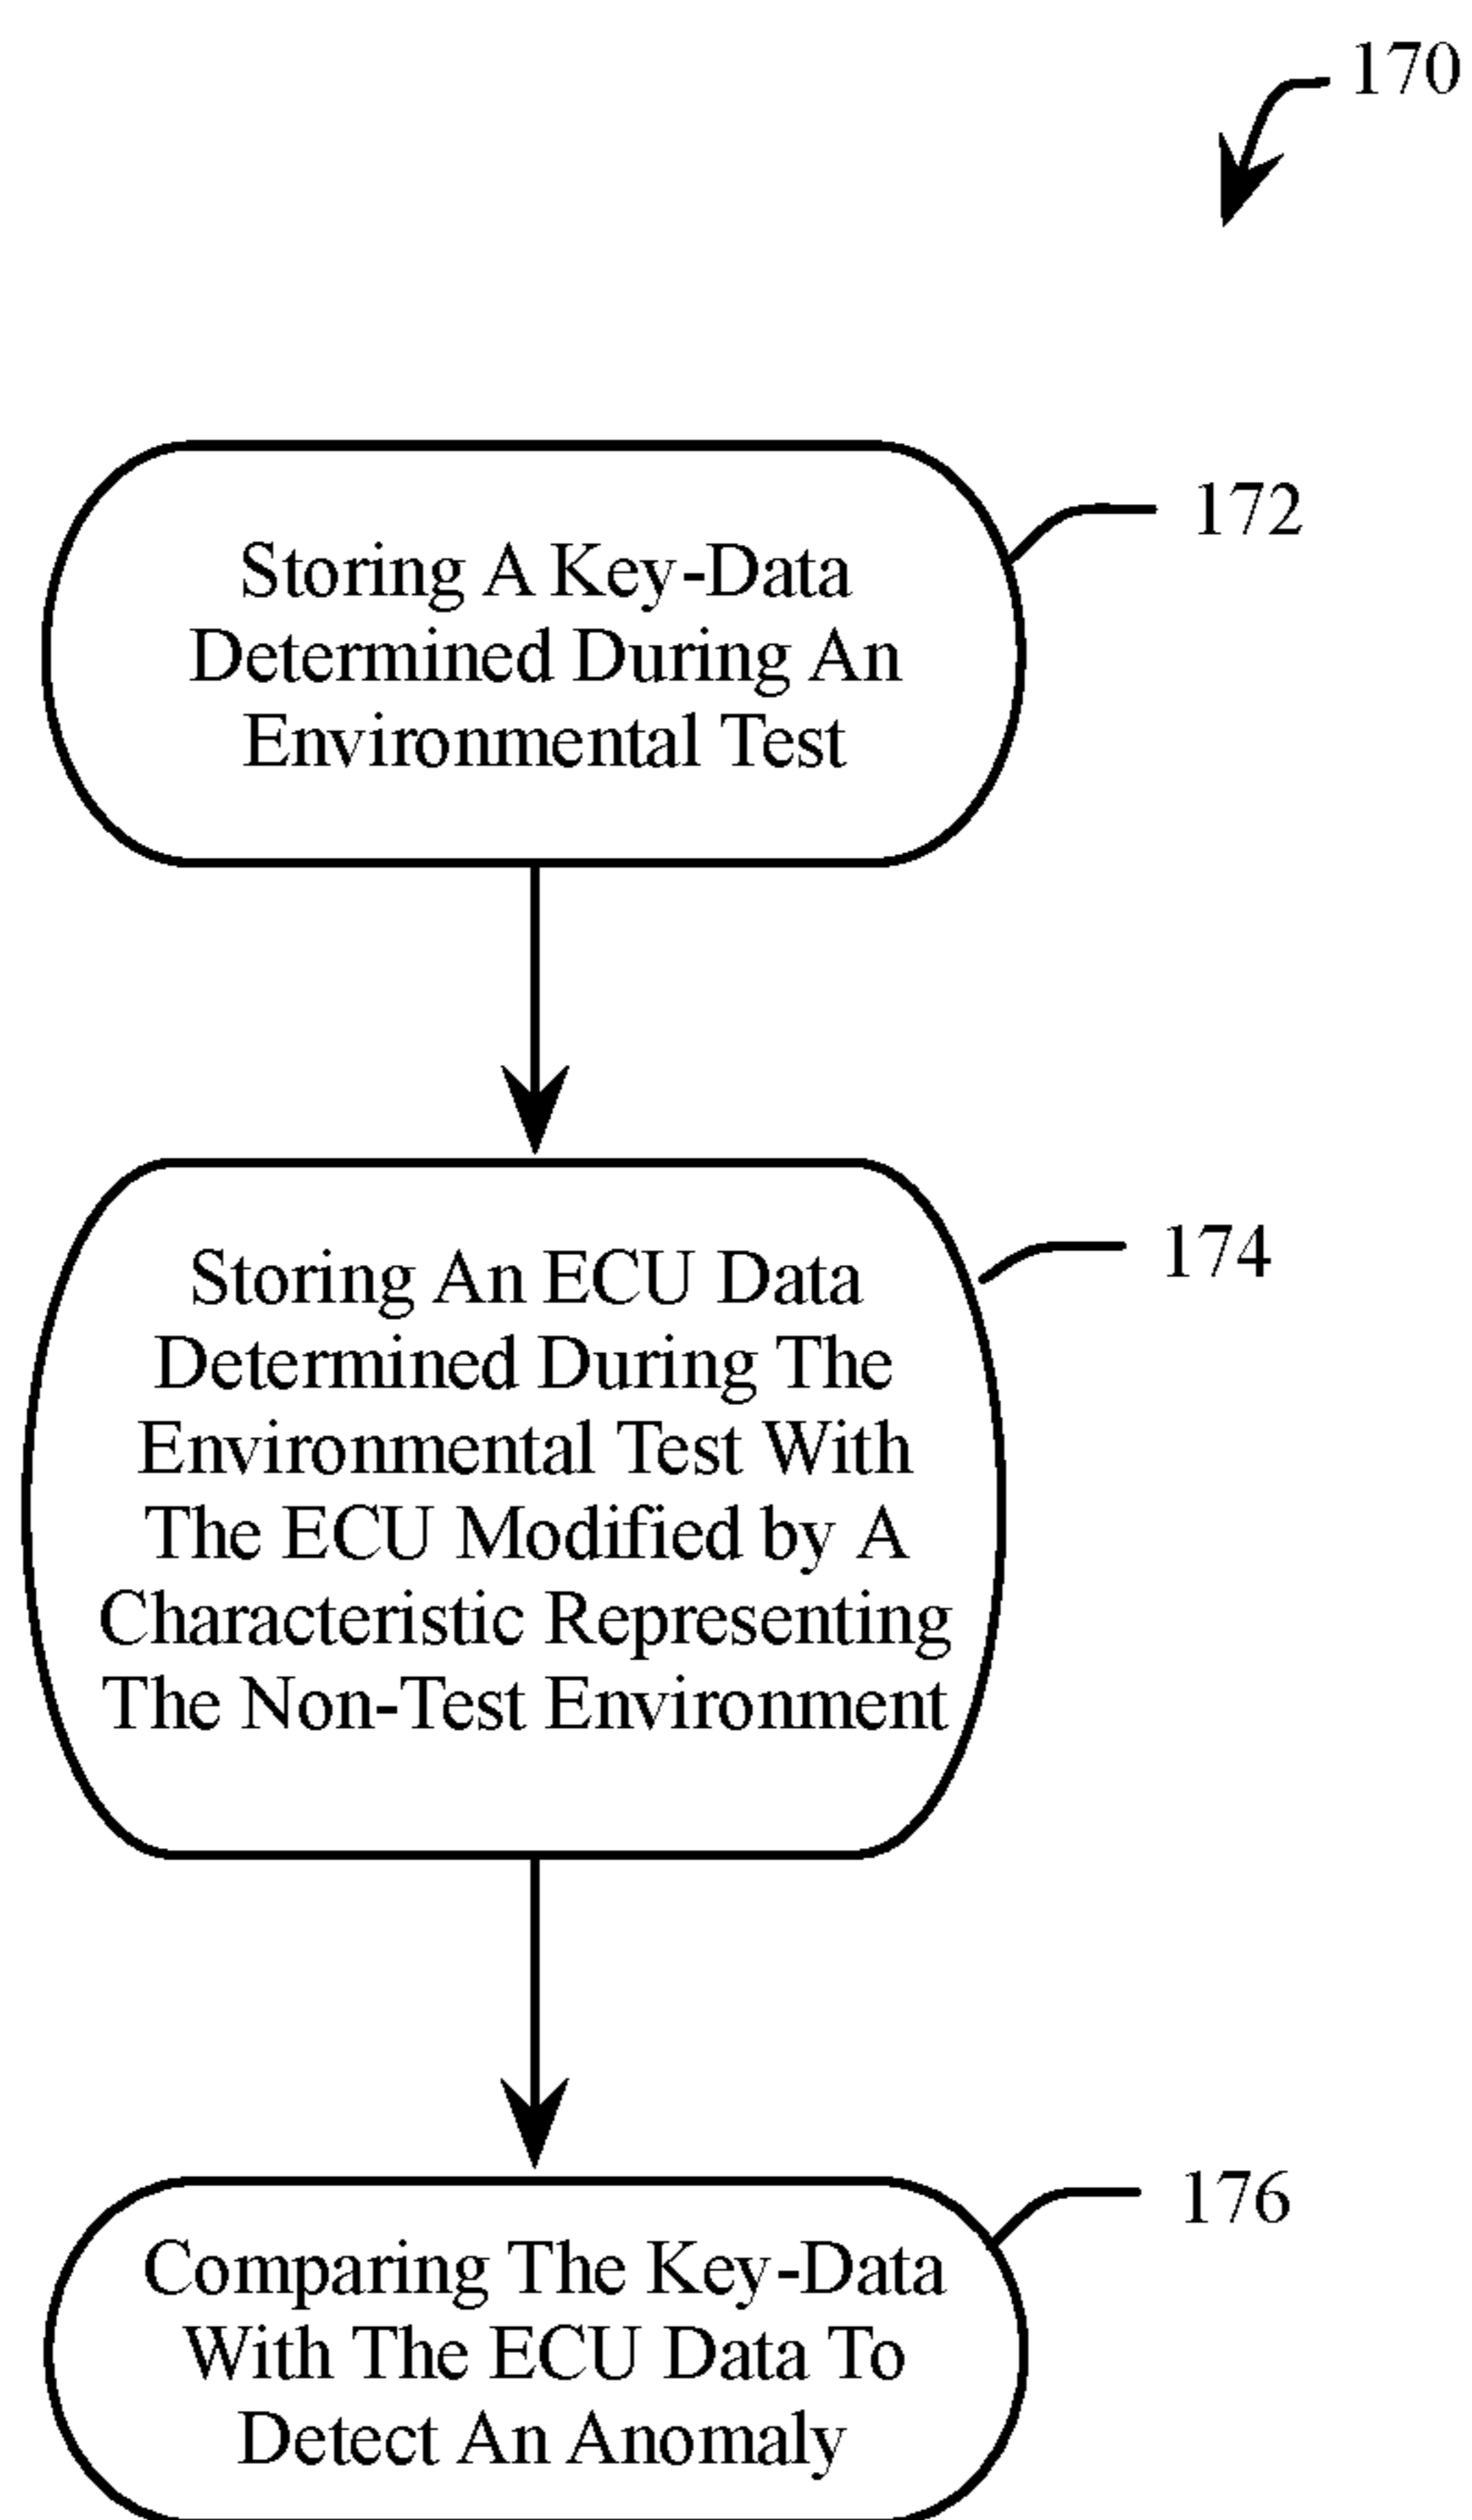 170
172
Storing A Key-Data
Determined During An
Environmental Test
174
Storing An ECU Data
Determined During The
Environmental Test With
The ECU Modified by A
Characteristic Representing
The Non-Test Environment
176
Comparing The Key-Data
With The ECU Data To
Detect An Anomaly